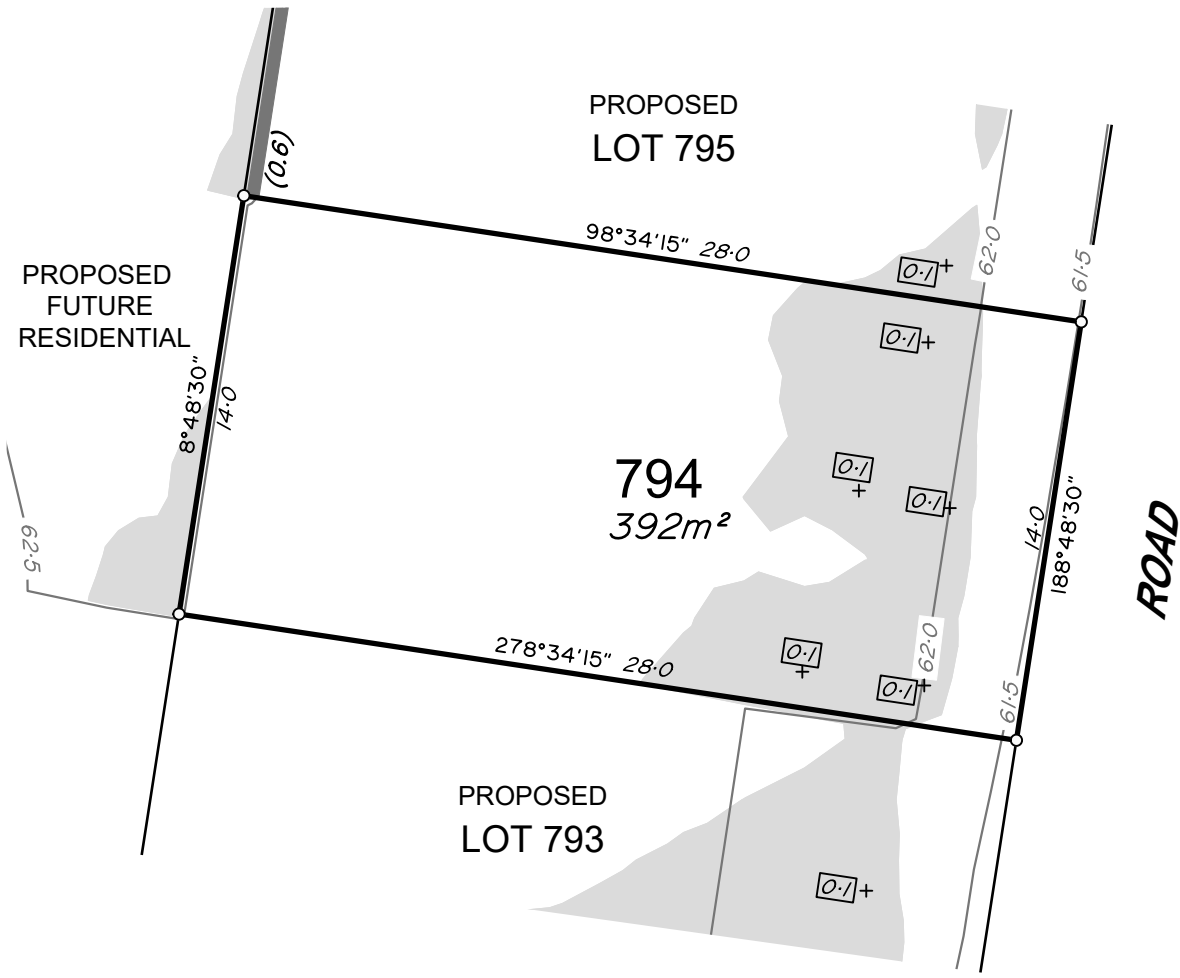 PROPOSED
LOT 795
(0.6)
98°34'15" 28·0
62·0
61·5
0·1
0·1
PROPOSED
FUTURE
RESIDENTIAL
8°48'30"
14·0
794
392m²
0·1
0·1
14·0
188°48'30"
ROAD
62·5
278°34'15" 28·0
0·1
0·1
62·0
61·5
PROPOSED
LOT 793
0·1